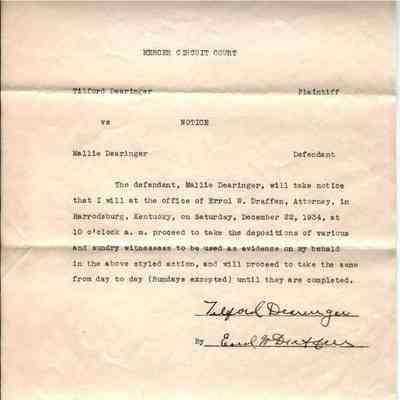 MERCER CIRCUIT COURT
Tilford Dearinger Plaintiff
vs NOTICE
Mallie Dearinger Defendant
The defendant, Mallie Dearinger, will take notice
that I will at the office of Errol W. Draffen, Attorney, in
Harrodsburg, Kentucky, on Saturday, December 22, 1934, at
10 o'clock a. m. proceed to take the depositions of various
and sundry witnesses to be used as evidence on my behalf
in the above styled action, and will proceed to take the same
from day to day (Sundays excepted) until they are completed.
Tilford Dearinger
By Errol W Draffen